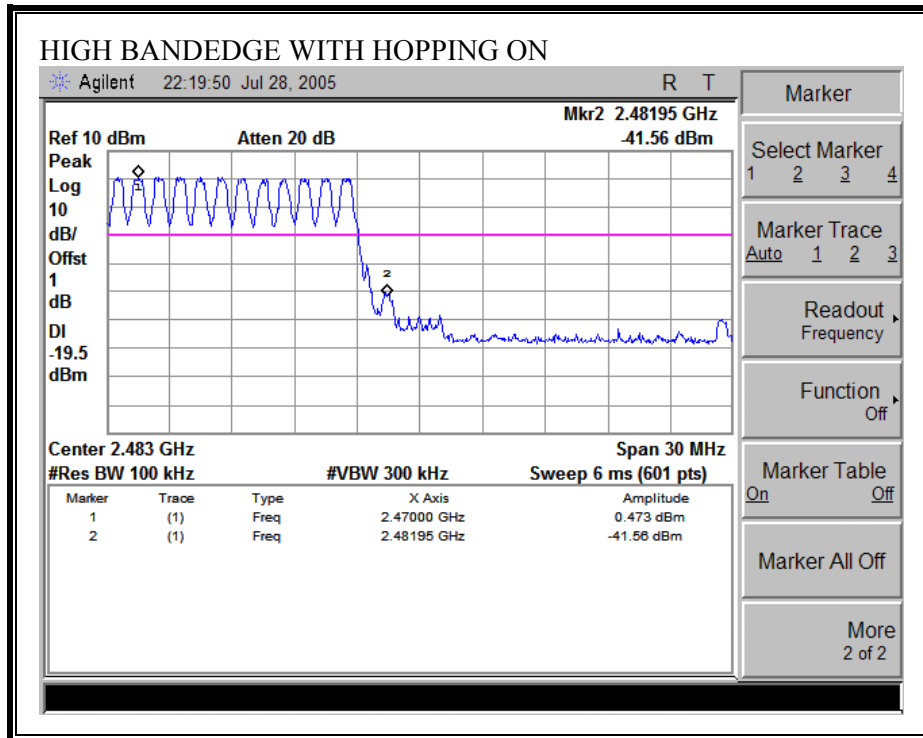 HIGH BANDEDGE WITH HOPPING ON
Agilent 22:19:50 Jul 28, 2005 R T
Mkr2 2.48195 GHz
Ref 10 dBm Atten 20 dB -41.56 dBm
Peak
Log
10
dB/
Offst
1
dB
DI
-19.5
dBm
1
2
Center 2.483 GHz Span 30 MHz
#Res BW 100 kHz #VBW 300 kHz Sweep 6 ms (601 pts)
Marker Trace Type X Axis Amplitude
1 (1) Freq 2.47000 GHz 0.473 dBm
2 (1) Freq 2.48195 GHz -41.56 dBm
Marker
Select Marker
1 2 3 4
Marker Trace
Auto 1 2 3
Readout
Frequency
Function
Off
Marker Table
On Off
Marker All Off
More
2 of 2